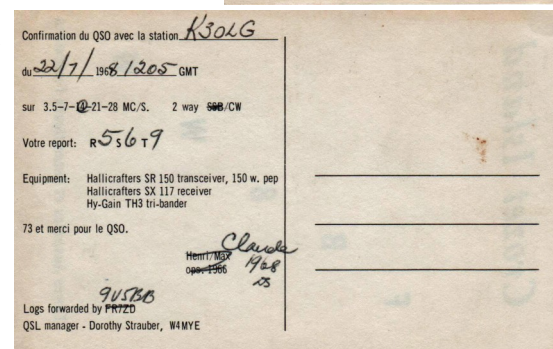 Confirmation du QSO avec la station K3OLG
du 22/7/ 1968 1205 GMT
sur 3.5-7-14-21-28 MC/S. 2 way SSB/CW
Votre report: R 5 S 6 T 9
Equipment: Hallicrafters SR 150 transceiver, 150 w. pep
Hallicrafters SX 117 receiver
Hy-Gain TH3 tri-bander
73 et merci pour le QSO.
Claude
Henri/Max 1968
ops. 1966 DS
9U5BB
Logs forwarded by FR7ZD
QSL manager - Dorothy Strauber, W4MYE